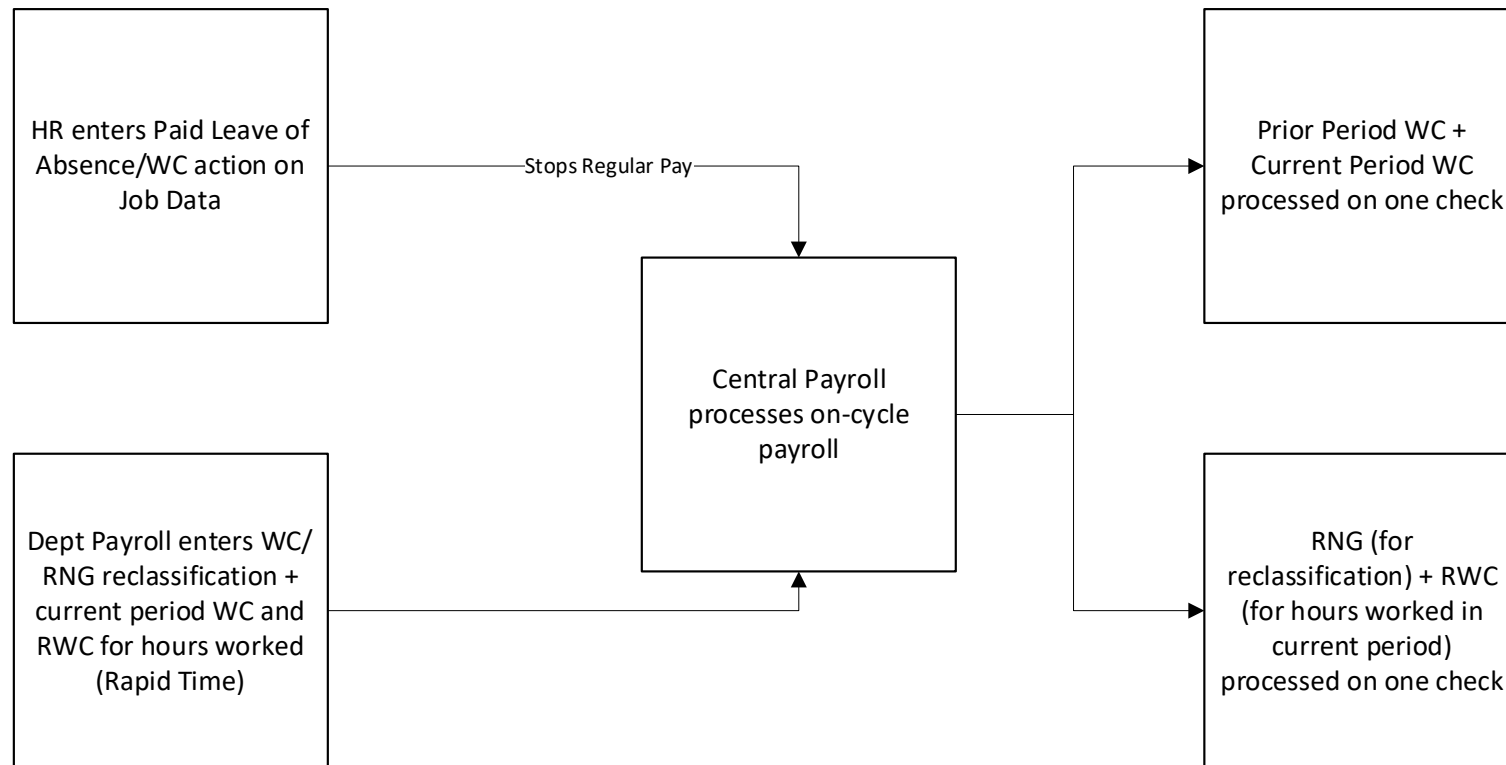 HR enters Paid Leave of
Absence/WC action on
Job Data
Stops Regular Pay
Prior Period WC +
Current Period WC
processed on one check
Central Payroll
processes on-cycle
payroll
Dept Payroll enters WC/
RNG reclassification +
current period WC and
RWC for hours worked
(Rapid Time)
RNG (for
reclassification) + RWC
(for hours worked in
current period)
processed on one check